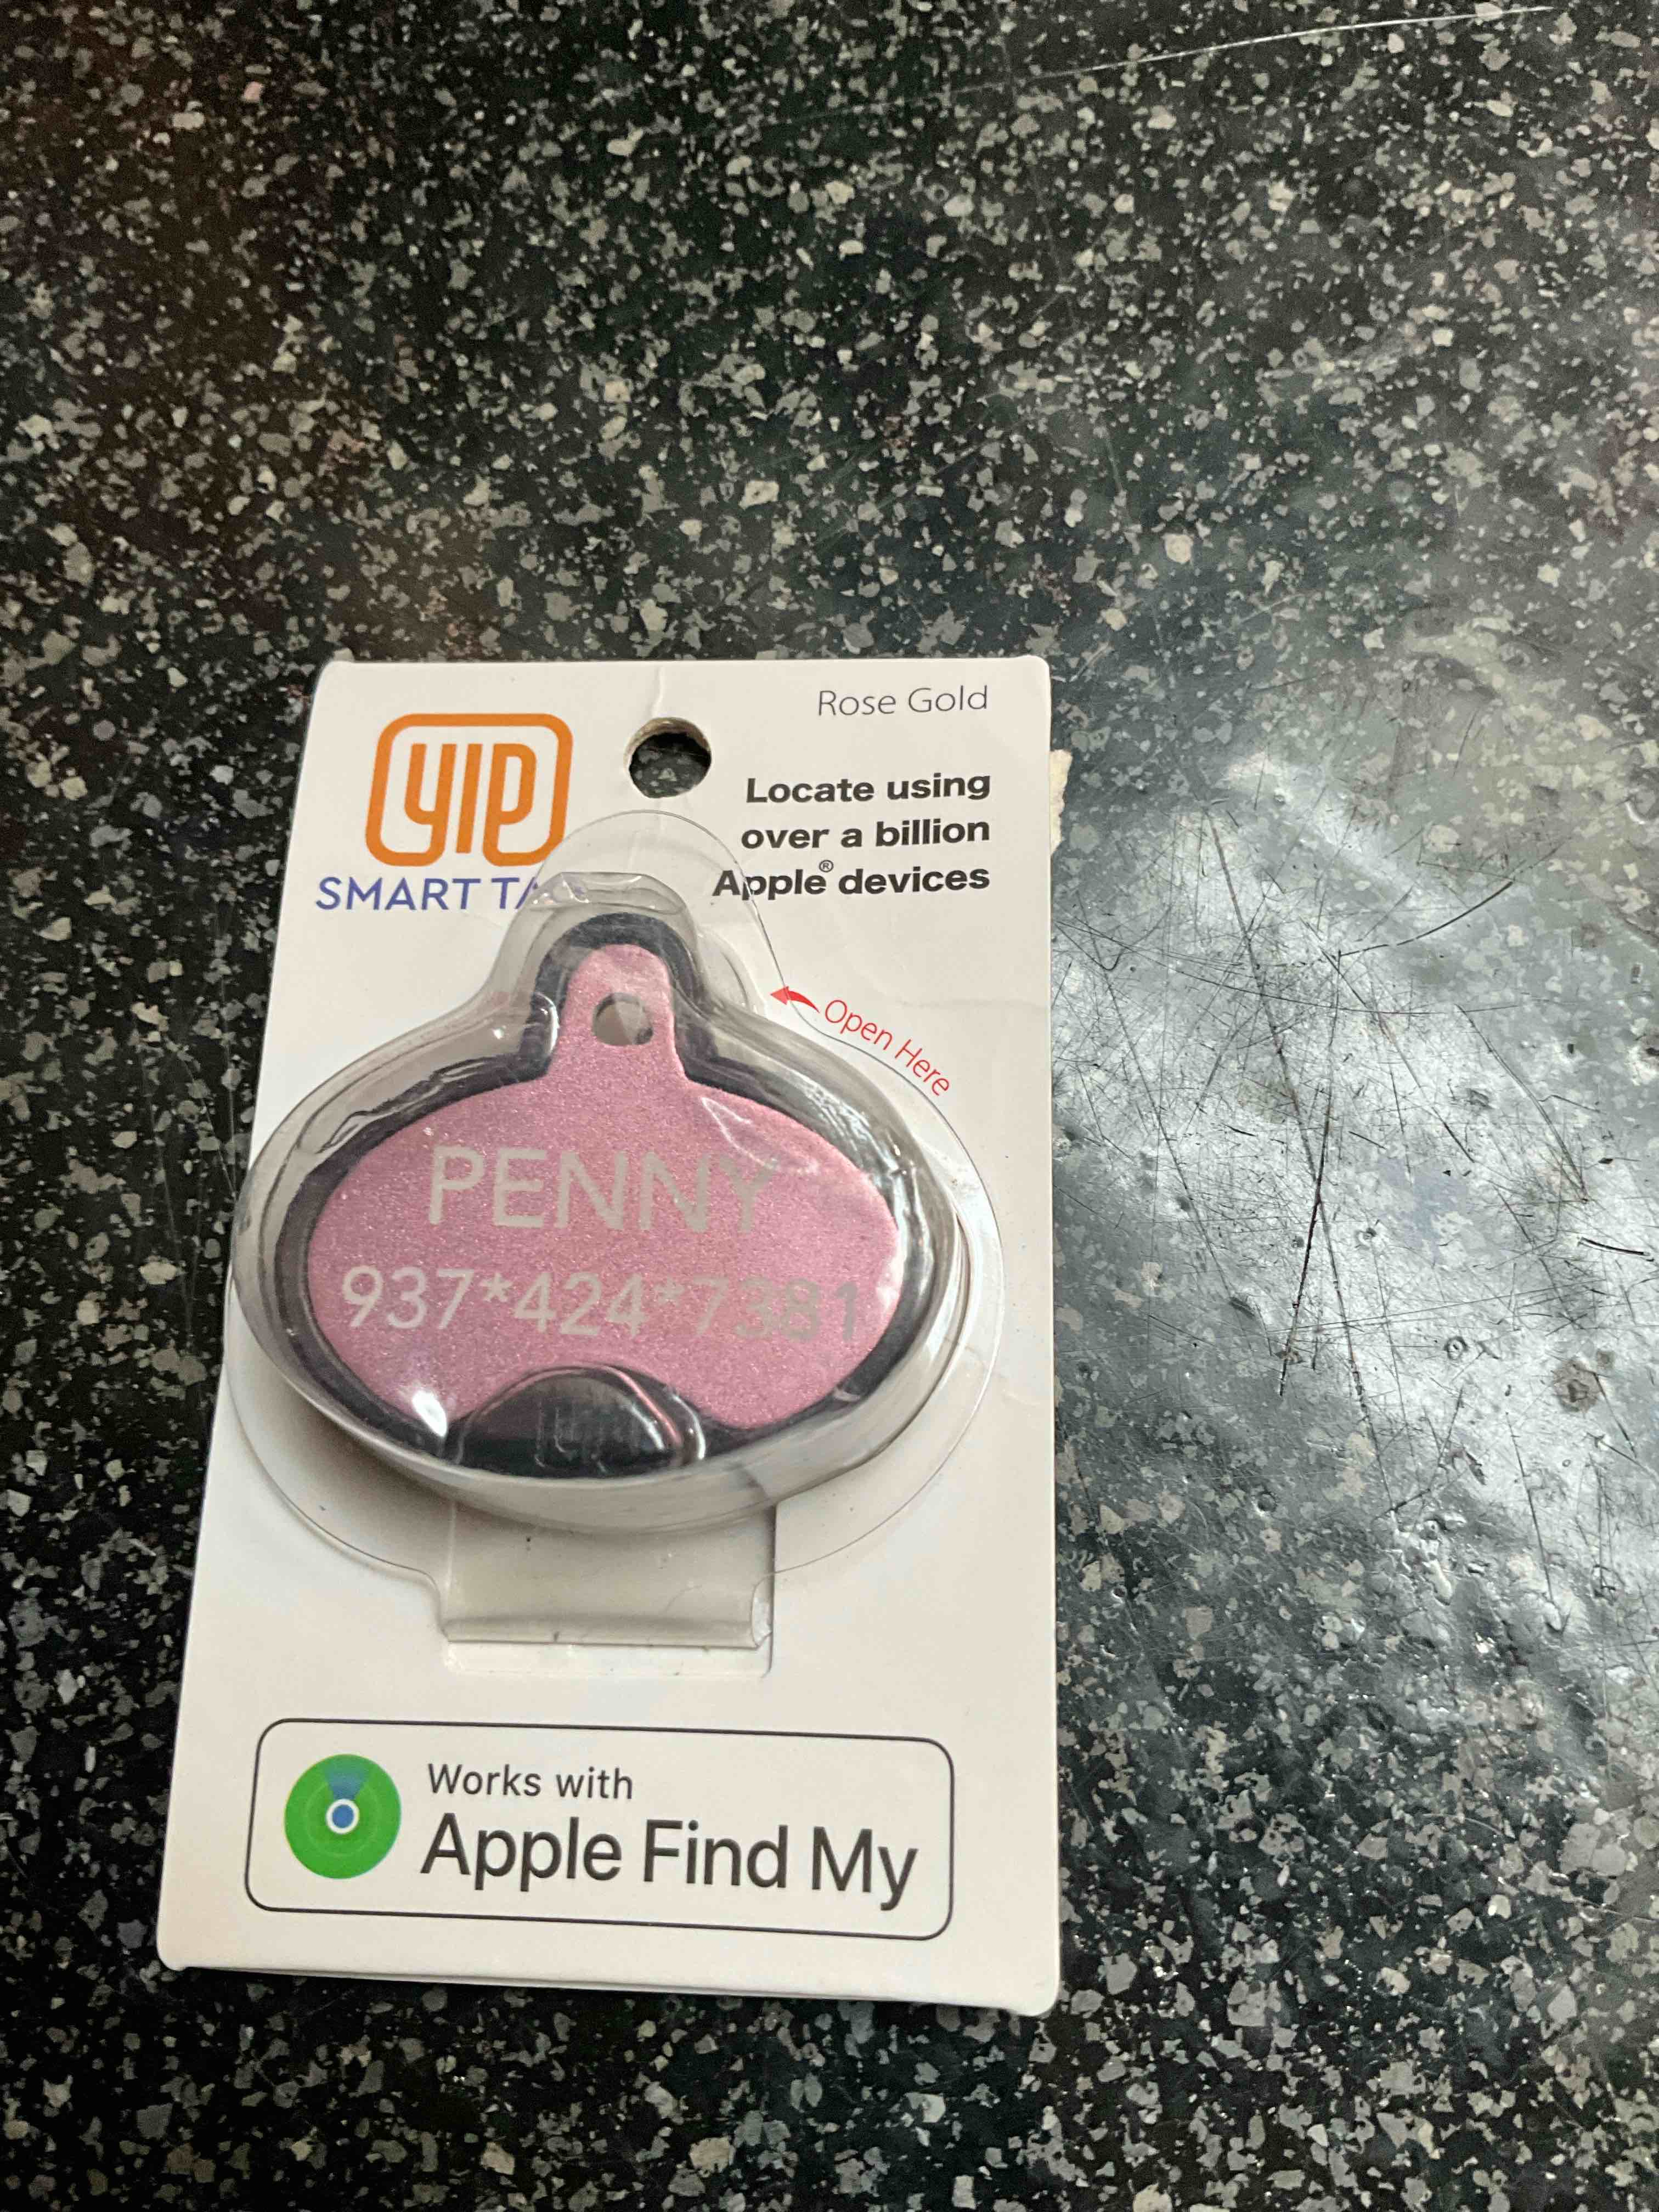 Rose Gold
YIP
SMART TA
Locate using
over a billion
Apple® devices
Open Here
PENNY
937*424*7381
Works with
Apple Find My